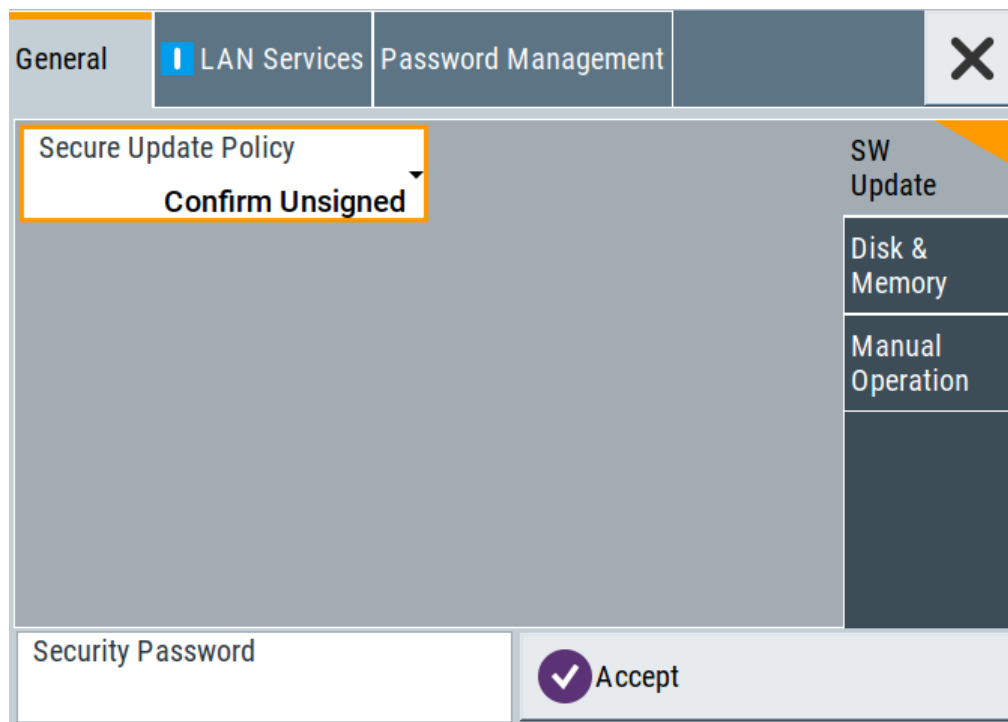 General
LAN Services
Password Management
Secure Update Policy
Confirm Unsigned
SW
Update
Disk &
Memory
Manual
Operation
Security Password
Accept